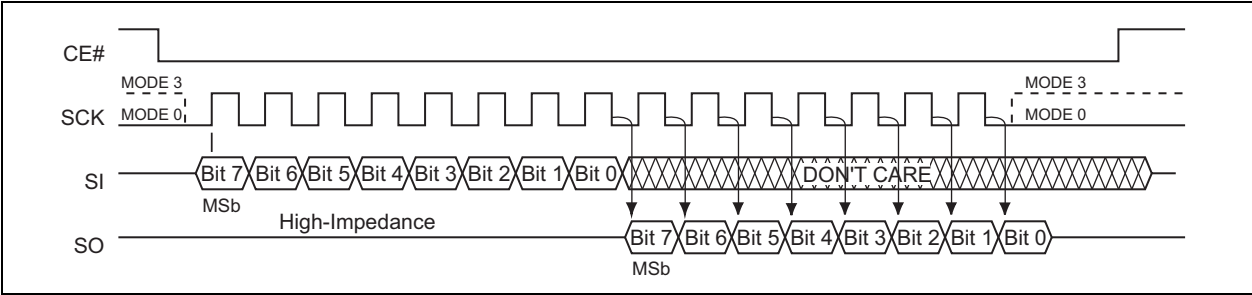 CE#
MODE 3
MODE 3
SCK
MODE 0
MODE 0
SI
Bit 7 Bit 6 Bit 5 Bit 4 Bit 3 Bit 2 Bit 1 Bit 0
DON'T CARE
MSb
High-Impedance
SO
Bit 7 Bit 6 Bit 5 Bit 4 Bit 3 Bit 2 Bit 1 Bit 0
MSb